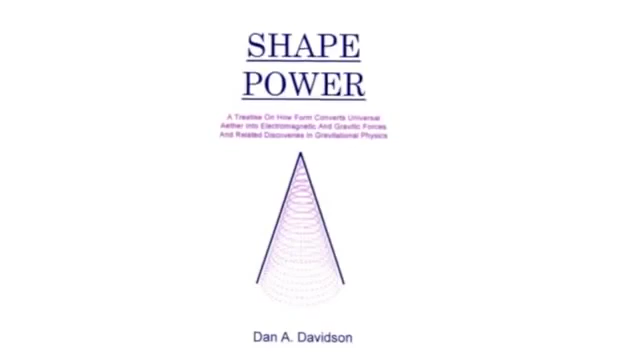 SHAPE
POWER
A Treatise On How Form Converts Universal
Aether into Electromagnetic And Gravitic Forces
And Related Discoveries in Gravitational Physics
Dan A. Davidson